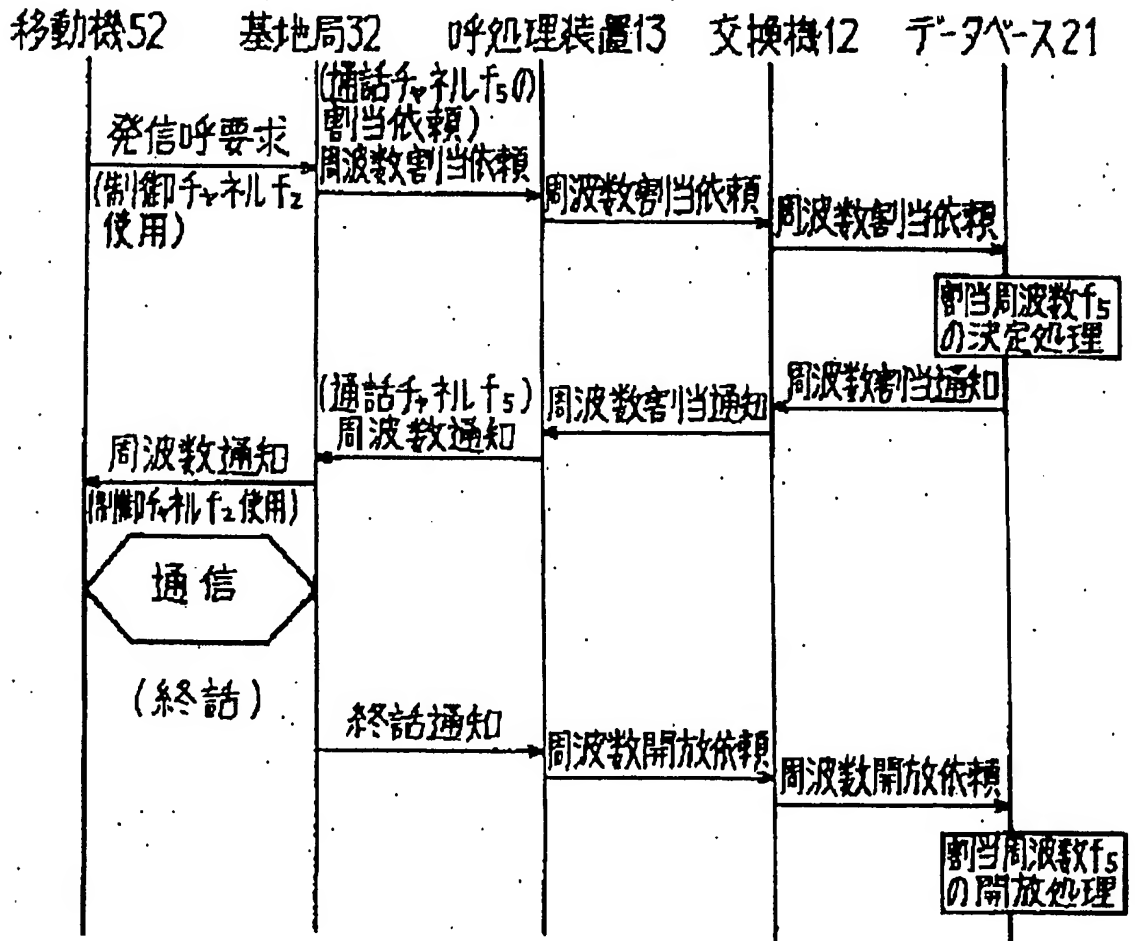 移動機52 基地局32 呼処理装置13 交換機12 データベース21
(通話チャネルf5の
割当依頼)
発信呼要求
周波数割当依頼
(制御チャネルf2
使用)
周波数割当依頼
周波数割当依頼
割当周波数f5
の決定処理
周波数割当通知
周波数割当通知
(通話チャネルf5)
周波数通知
周波数通知
(制御チャネルf2使用)
通信
(終話)
終話通知
周波数開放依頼
周波数開放依頼
割当周波数f5
の開放処理